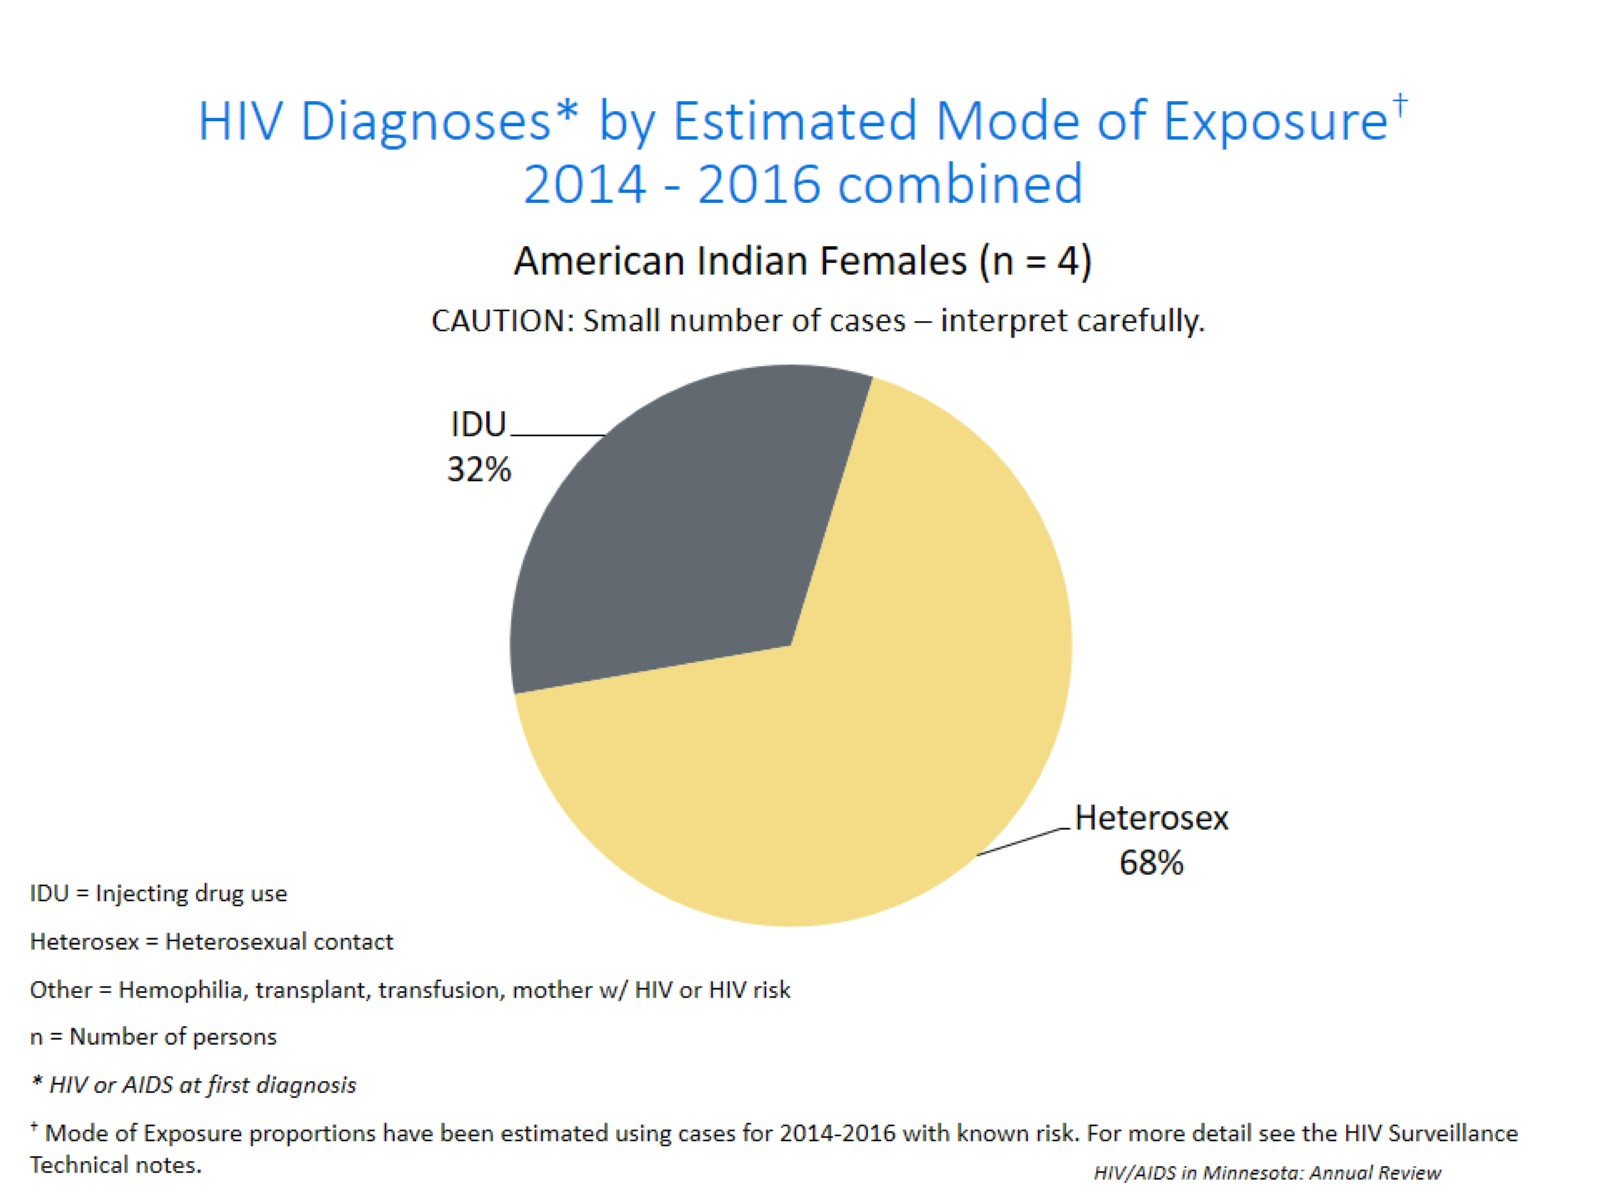 HIV Diagnoses* by Estimated Mode of Exposure†
2014 - 2016 combined
American Indian Females (n = 4)
CAUTION: Small number of cases – interpret carefully.
IDU
32%
Heterosex
68%
IDU = Injecting drug use
Heterosex = Heterosexual contact
Other = Hemophilia, transplant, transfusion, mother w/ HIV or HIV risk
n = Number of persons
* HIV or AIDS at first diagnosis
† Mode of Exposure proportions have been estimated using cases for 2014-2016 with known risk. For more detail see the HIV Surveillance
Technical notes.
HIV/AIDS in Minnesota: Annual Review